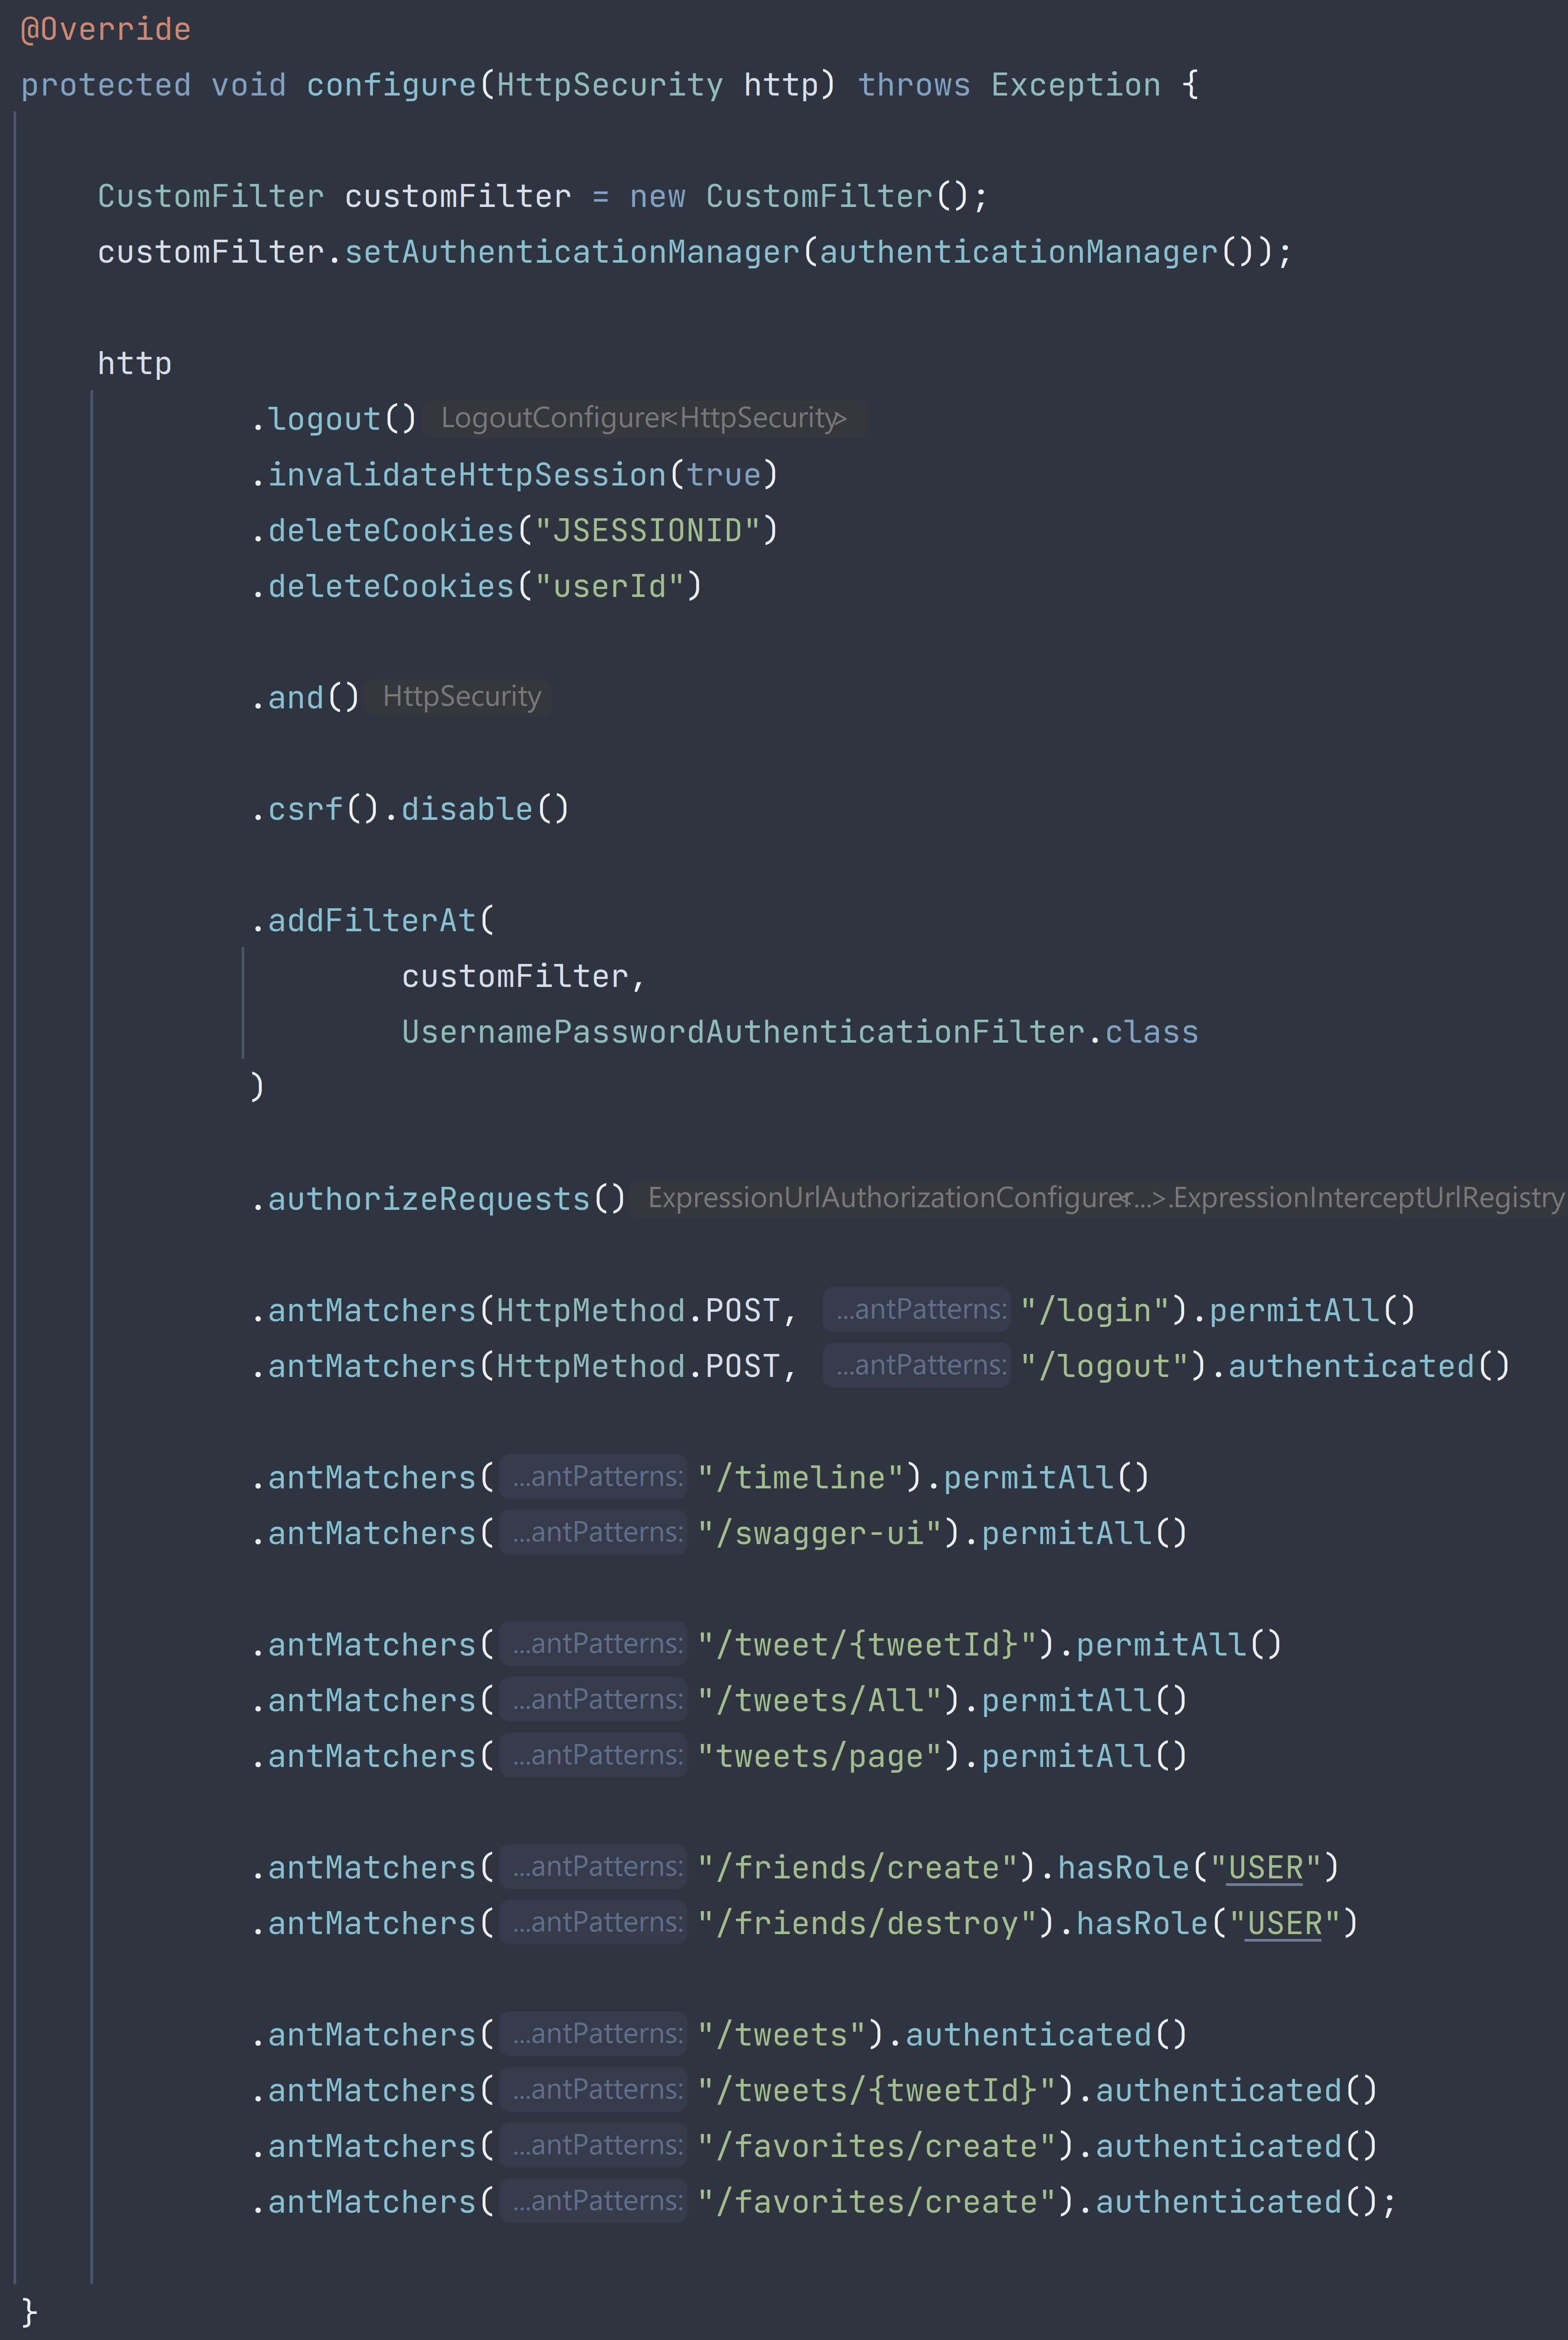 @Override
protected void configure(HttpSecurity http) throws Exception {
CustomFilter customFilter = new CustomFilter();
customFilter.setAuthenticationManager(authenticationManager());
http
.logout() LogoutConfigurer<HttpSecurity>
.invalidateHttpSession(true)
.deleteCookies("JSESSIONID")
.deleteCookies("userId")
.and() HttpSecurity
.csrf().disable()
.addFilterAt(
customFilter,
UsernamePasswordAuthenticationFilter.class
)
.authorizeRequests() ExpressionUrlAuthorizationConfigurer<...>.ExpressionInterceptUrlRegistry
.antMatchers(HttpMethod.POST, ...antPatterns: "/login").permitAll()
.antMatchers(HttpMethod.POST, ...antPatterns: "/logout").authenticated()
.antMatchers( ...antPatterns: "/timeline").permitAll()
.antMatchers( ...antPatterns: "/swagger-ui").permitAll()
.antMatchers( ...antPatterns: "/tweet/{tweetId}").permitAll()
.antMatchers( ...antPatterns: "/tweets/All").permitAll()
.antMatchers( ...antPatterns: "tweets/page").permitAll()
.antMatchers( ...antPatterns: "/friends/create").hasRole("USER")
.antMatchers( ...antPatterns: "/friends/destroy").hasRole("USER")
.antMatchers( ...antPatterns: "/tweets").authenticated()
.antMatchers( ...antPatterns: "/tweets/{tweetId}").authenticated()
.antMatchers( ...antPatterns: "/favorites/create").authenticated()
.antMatchers( ...antPatterns: "/favorites/create").authenticated();
}